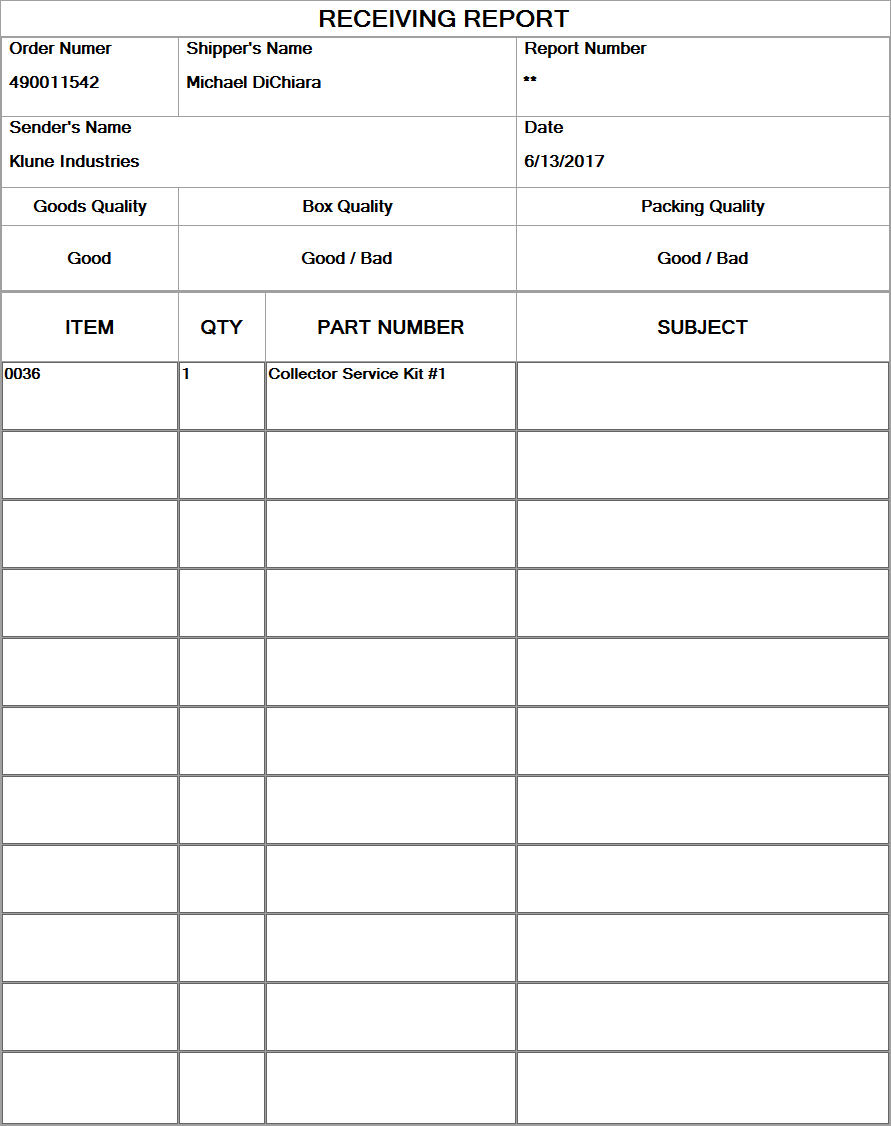 RECEIVING REPORT
Order Numer
490011542
Shipper's Name
Michael DiChiara
Report Number
**
Sender's Name
Klune Industries
Date
6/13/2017
Goods Quality
Box Quality
Packing Quality
Good
Good / Bad
Good / Bad
ITEM
QTY
PART NUMBER
SUBJECT
0036
1
Collector Service Kit #1